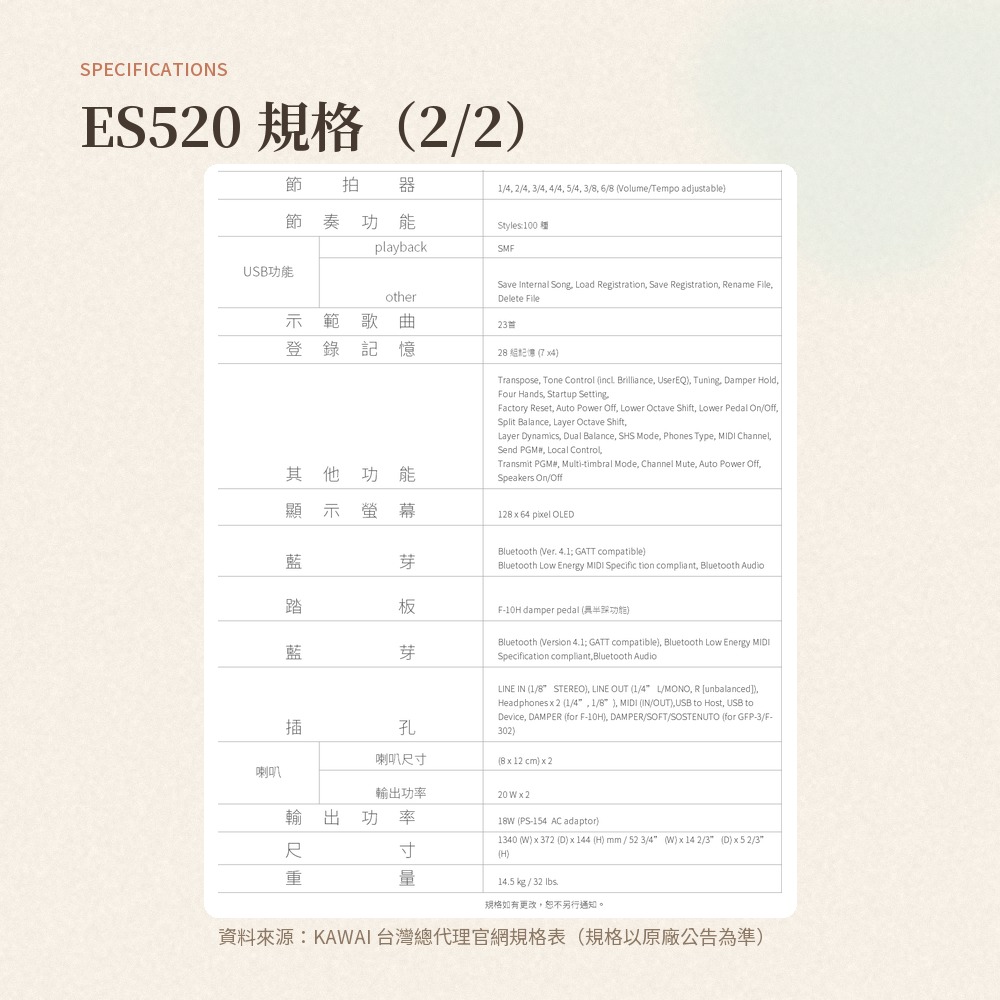 SPECIFICATIONS
ES520 規格（2/2）
節拍器 1/4, 2/4, 3/4, 4/4, 5/4, 3/8, 6/8 (Volume/Tempo adjustable)
節奏功能 Styles:100 種
USB功能 playback SMF
other Save Internal Song, Load Registration, Save Registration, Rename File,
Delete File
示範歌曲 23首
登錄記憶 28 組記憶 (7 x4)
Transpose, Tone Control (incl. Brilliance, UserEQ), Tuning, Damper Hold,
Four Hands, Startup Setting,
Factory Reset, Auto Power Off, Lower Octave Shift, Lower Pedal On/Off,
Split Balance, Layer Octave Shift,
Layer Dynamics, Dual Balance, SHS Mode, Phones Type, MIDI Channel,
Send PGM#, Local Control,
Transmit PGM#, Multi-timbral Mode, Channel Mute, Auto Power Off,
其他功能 Speakers On/Off
顯示螢幕 128 x 64 pixel OLED
Bluetooth (Ver. 4.1; GATT compatible)
藍芽 Bluetooth Low Energy MIDI Specific tion compliant, Bluetooth Audio
踏板 F-10H damper pedal (具半踩功能)
Bluetooth (Version 4.1; GATT compatible), Bluetooth Low Energy MIDI
藍芽 Specification compliant,Bluetooth Audio
LINE IN (1/8” STEREO), LINE OUT (1/4” L/MONO, R [unbalanced]),
Headphones x 2 (1/4”, 1/8”), MIDI (IN/OUT),USB to Host, USB to
Device, DAMPER (for F-10H), DAMPER/SOFT/SOSTENUTO (for GFP-3/F-
插孔 302)
喇叭 喇叭尺寸 (8 x 12 cm) x 2
輸出功率 20 W x 2
輸出功率 18W (PS-154 AC adaptor)
尺寸 1340 (W) x 372 (D) x 144 (H) mm / 52 3/4” (W) x 14 2/3” (D) x 5 2/3”
(H)
重量 14.5 kg / 32 lbs.
規格如有更改，恕不另行通知。
資料來源：KAWAI 台灣總代理官網規格表（規格以原廠公告為準）